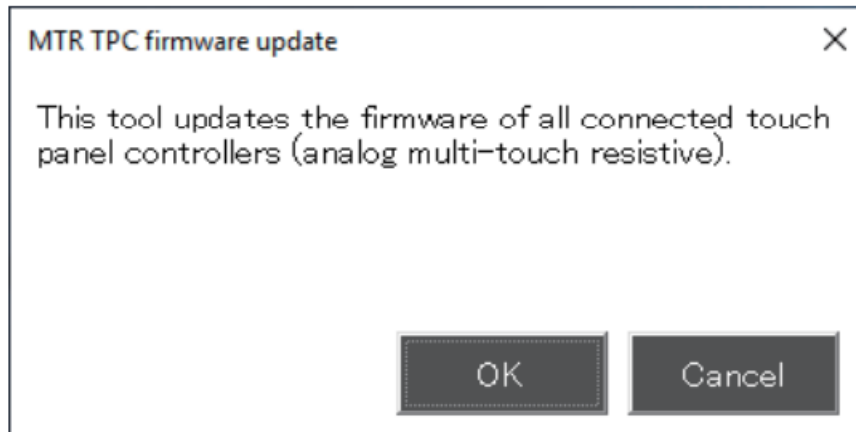 MTR TPC firmware update
This tool updates the firmware of all connected touch
panel controllers (analog multi-touch resistive).
OK
Cancel